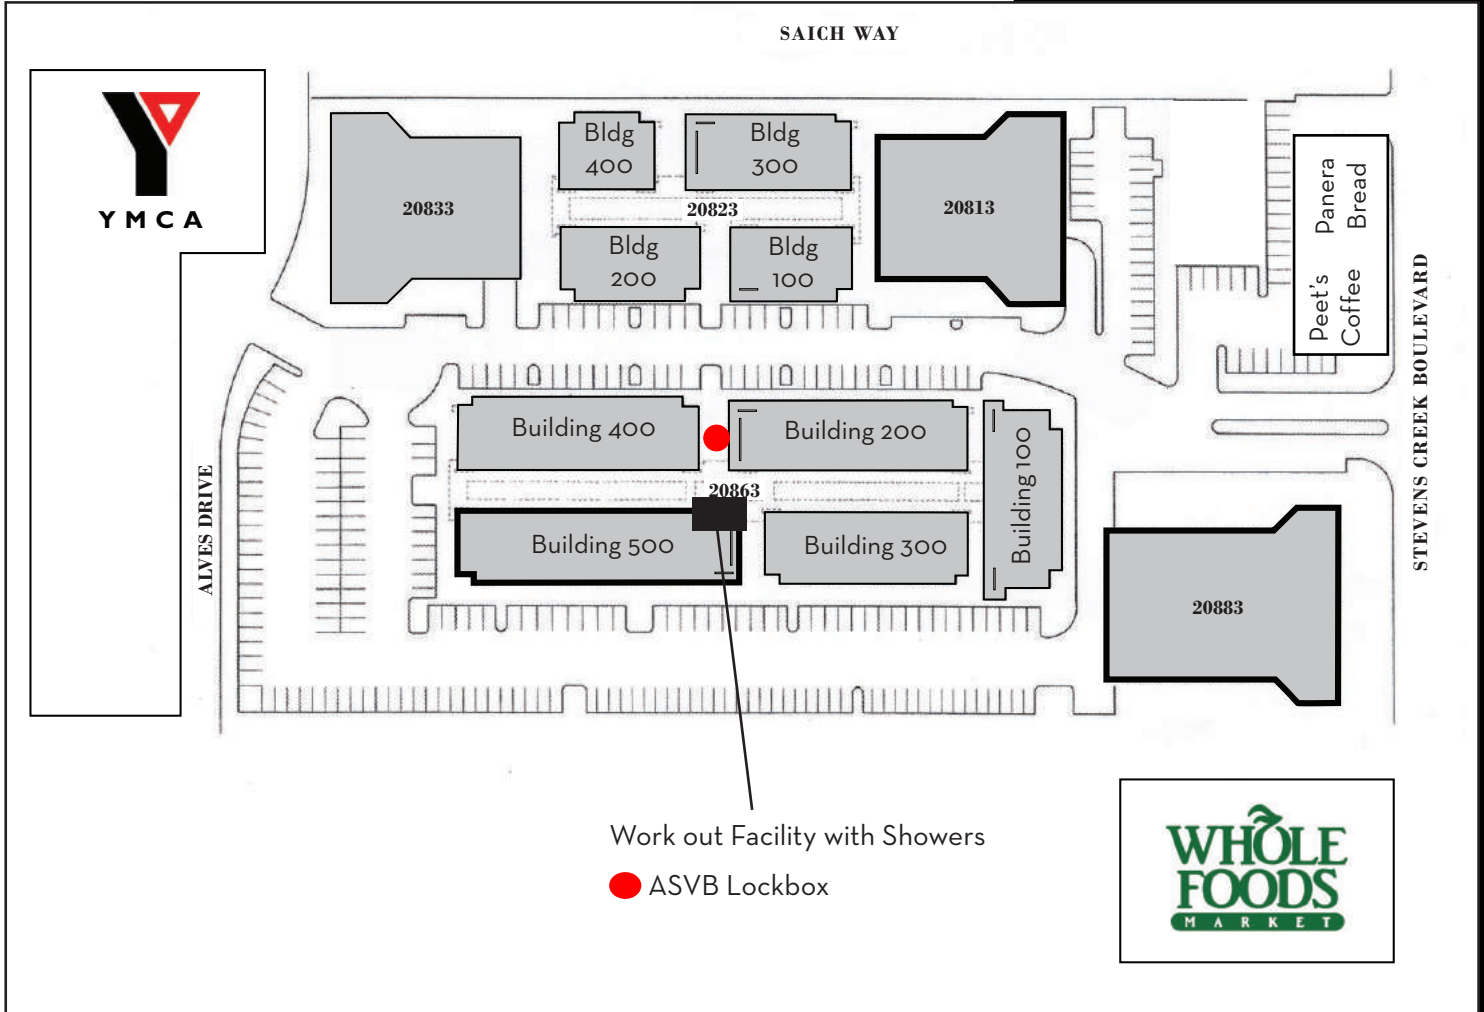 SAICH WAY
YMCA
Bldg
400
Bldg
300
20833
20823
20813
Bldg
200
Bldg
100
Panera
Bread
Peet's
Coffee
STEVENS CREEK BOULEVARD
ALVES DRIVE
Building 400
Building 200
Building 100
20863
Building 500
Building 300
20883
Work out Facility with Showers
ASVB Lockbox
WHOLE
FOODS
MARKET